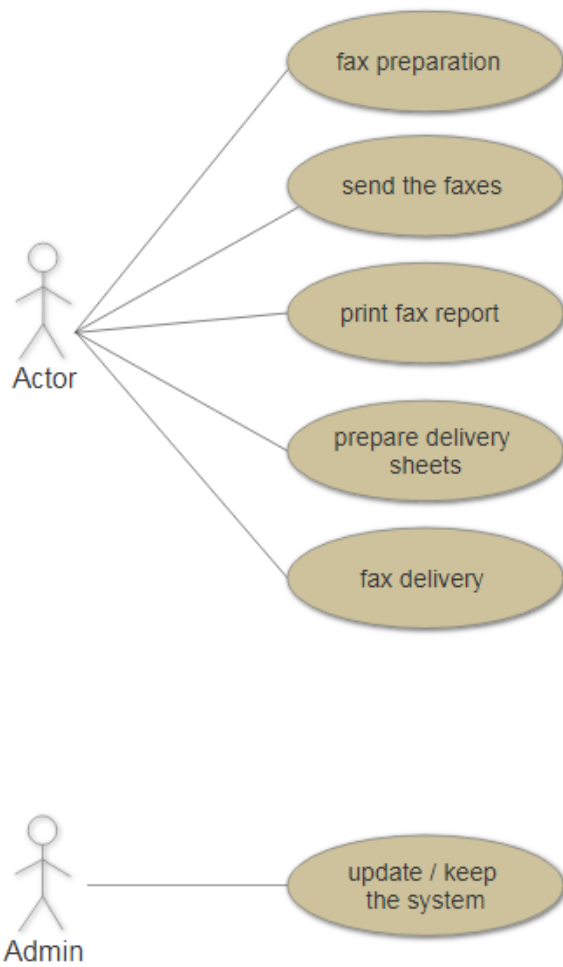 fax preparation
send the faxes
print fax report
Actor
prepare delivery
sheets
fax delivery
update / keep
the system
Admin